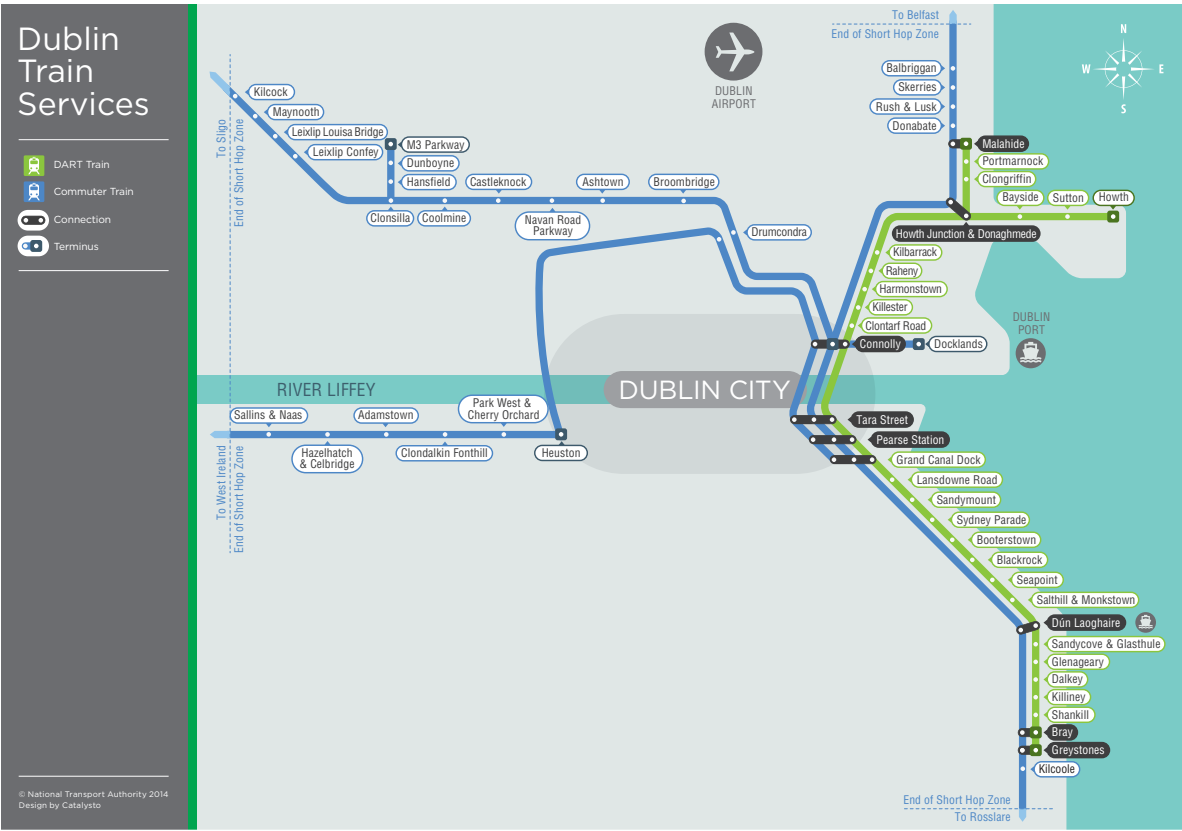 Dublin
Train
Services
DART Train
Commuter Train
Connection
Terminus
© National Transport Authority 2014
Design by Catalysto
To Belfast
End of Short Hop Zone
DUBLIN
AIRPORT
N
W
E
S
Balbriggan
Skerries
Rush & Lusk
Donabate
Malahide
Portmarnock
Clongriffin
Bayside
Sutton
Howth
Howth Junction & Donaghmede
Kilbarrack
Raheny
Harmonstown
Killester
Clontarf Road
Connolly
Docklands
DUBLIN
PORT
To Sligo
End of Short Hop Zone
Kilcock
Maynooth
Leixlip Louisa Bridge
Leixlip Confey
M3 Parkway
Dunboyne
Hansfield
Clonsilla
Coolmine
Castleknock
Navan Road
Parkway
Ashtown
Broombridge
Drumcondra
RIVER LIFFEY
DUBLIN CITY
To West Ireland
End of Short Hop Zone
Sallins & Naas
Hazelhatch
& Celbridge
Adamstown
Clondalkin Fonthill
Park West &
Cherry Orchard
Heuston
Tara Street
Pearse Station
Grand Canal Dock
Lansdowne Road
Sandymount
Sydney Parade
Booterstown
Blackrock
Seapoint
Salthill & Monkstown
Dún Laoghaire
Sandycove & Glasthule
Glenageary
Dalkey
Killiney
Shankill
Bray
Greystones
Kilcoole
End of Short Hop Zone
To Rosslare